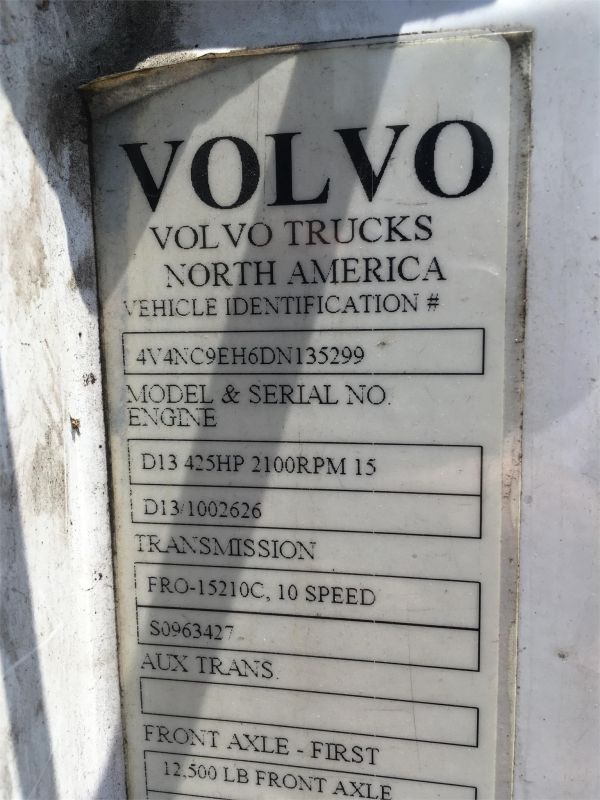 VOLVO
VOLVO TRUCKS
NORTH AMERICA
VEHICLE IDENTIFICATION #
4V4NC9EH6DN135299
MODEL & SERIAL NO.
ENGINE
D13 425HP 2100RPM 15
D13/1002626
TRANSMISSION
FRO-15210C, 10 SPEED
S0963427
AUX TRANS.
FRONT AXLE - FIRST
12,500 LB FRONT AXLE